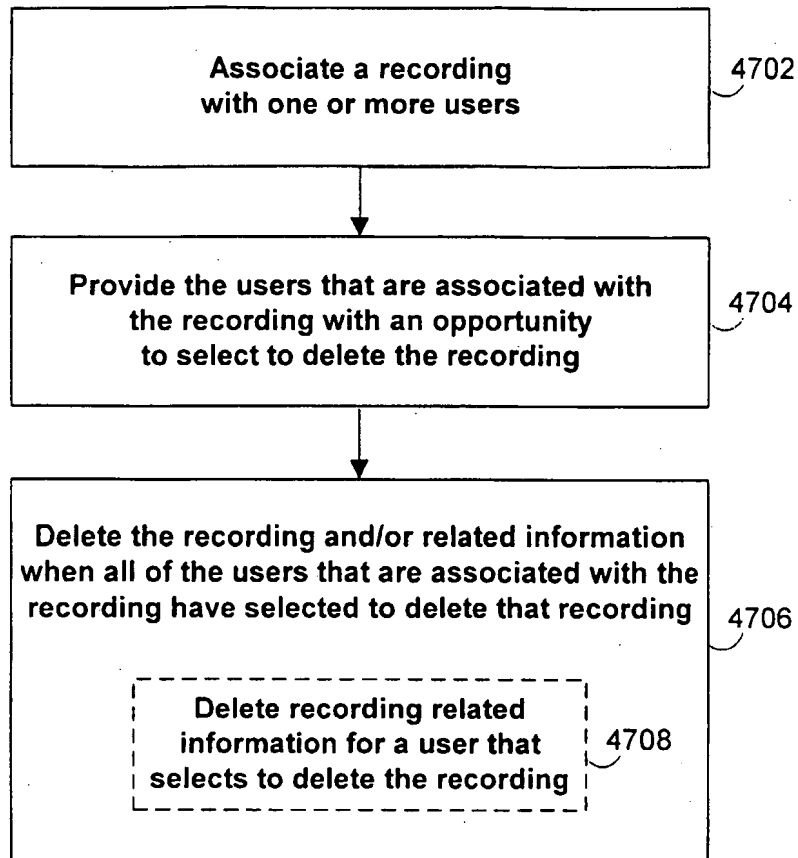 Associate a recording
with one or more users
4702
Provide the users that are associated with
the recording with an opportunity
to select to delete the recording
4704
Delete the recording and/or related information
when all of the users that are associated with the
recording have selected to delete that recording
4706
Delete recording related
information for a user that
selects to delete the recording
4708